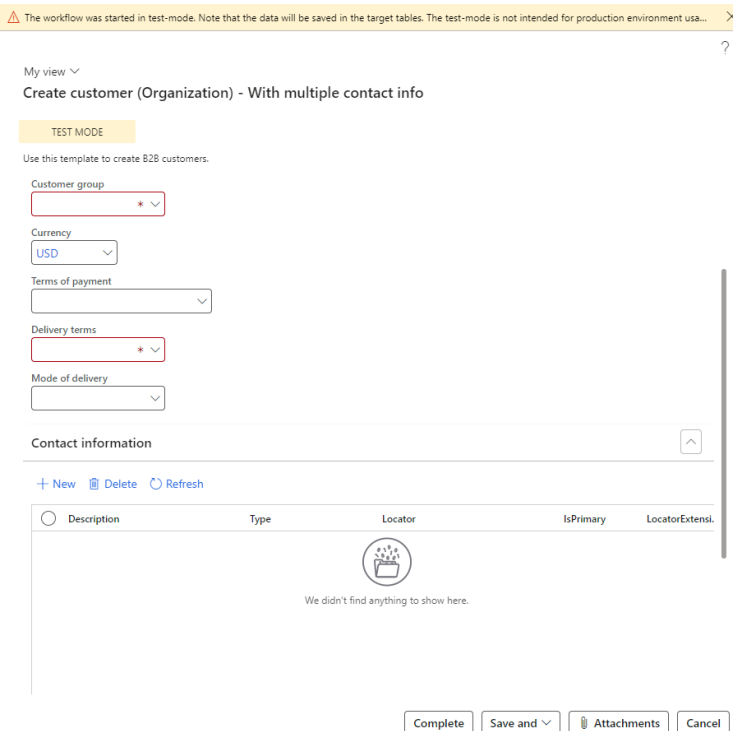 The workflow was started in test-mode. Note that the data will be saved in the target tables. The test-mode is not intended for production environment usa...
?
My view
Create customer (Organization) - With multiple contact info
TEST MODE
Use this template to create B2B customers.
Customer group
*
Currency
USD
Terms of payment
Delivery terms
*
Mode of delivery
Contact information
New Delete Refresh
Description Type Locator IsPrimary LocatorExtensi.
We didn't find anything to show here.
Complete Save and Attachments Cancel